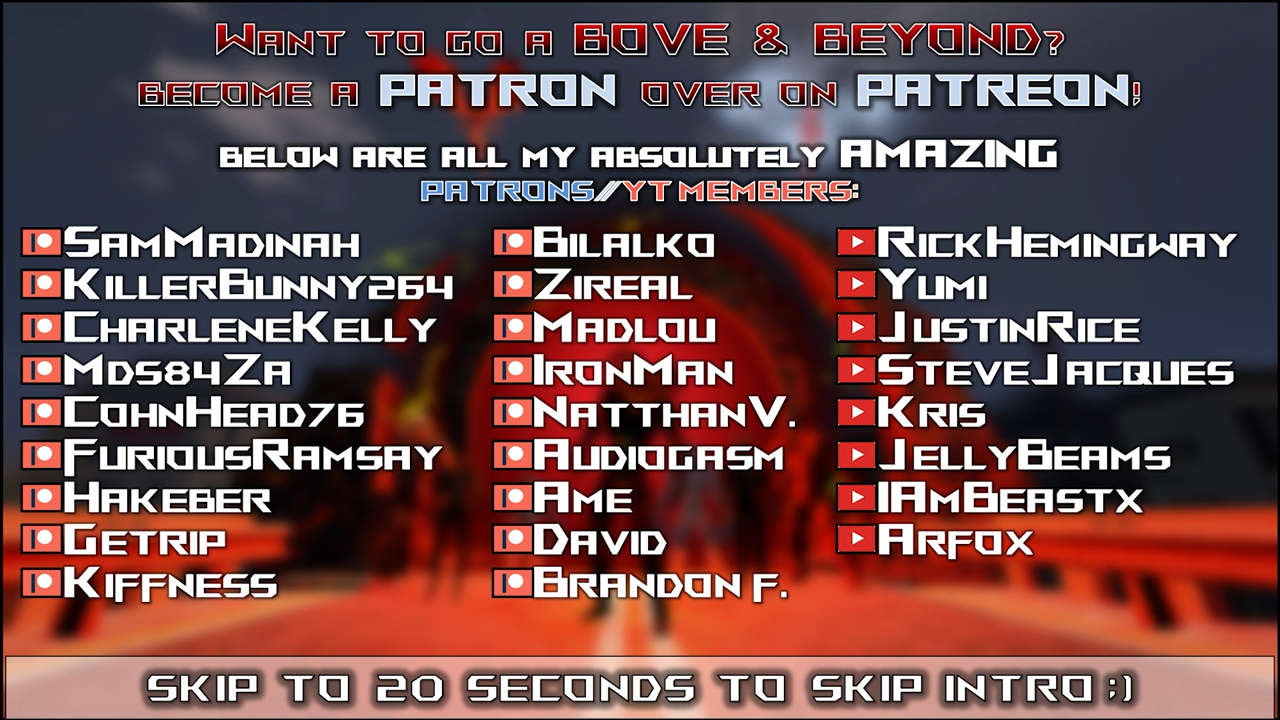 Want to go a BOVE & BEYOND?
become a PATRON over on PATREON!
below are all my absolutely AMAZING
PATRONS//YT MEMBERS:
SamMadinah
KillerBunny264
CharleneKelly
Mds84Za
CohnHead76
FuriousRamsay
Hakeber
Getrip
Kiffness
Bilalko
Zireal
Madlou
IronMan
NatthanV.
Audiogasm
Ame
David
Brandon F.
RickHemingway
Yumi
JustinRice
SteveJacques
Kris
JellyBeams
IAmBeastx
Arfox
SKIP TO 20 SECONDS TO SKIP INTRO ;)